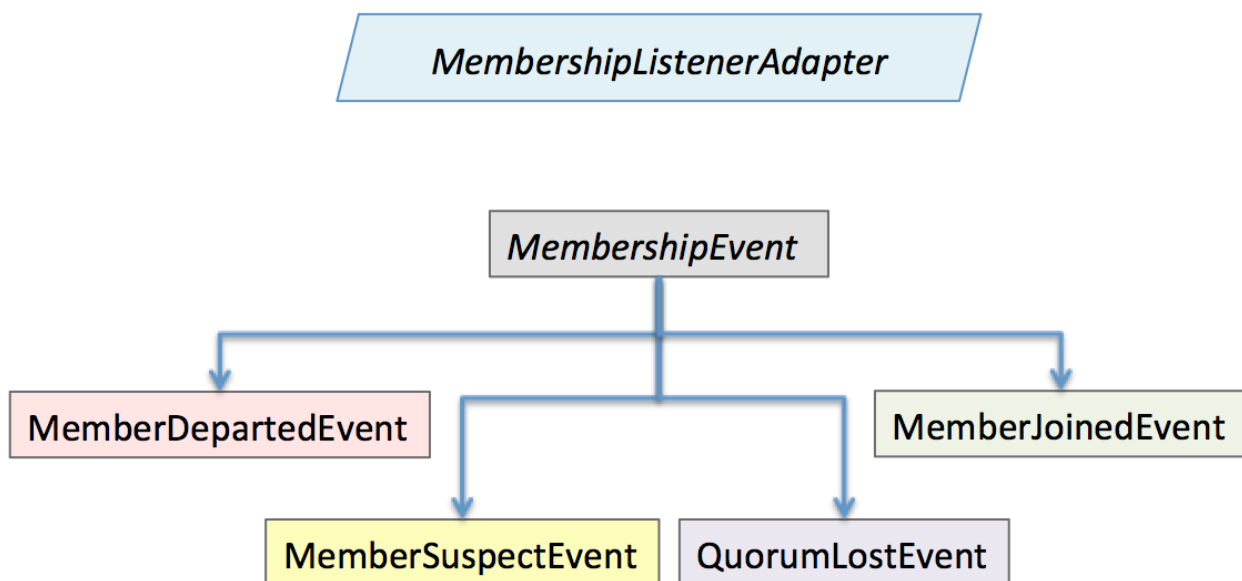 MembershipListenerAdapter
MembershipEvent
MemberDepartedEvent
MemberJoinedEvent
MemberSuspectEvent
QuorumLostEvent